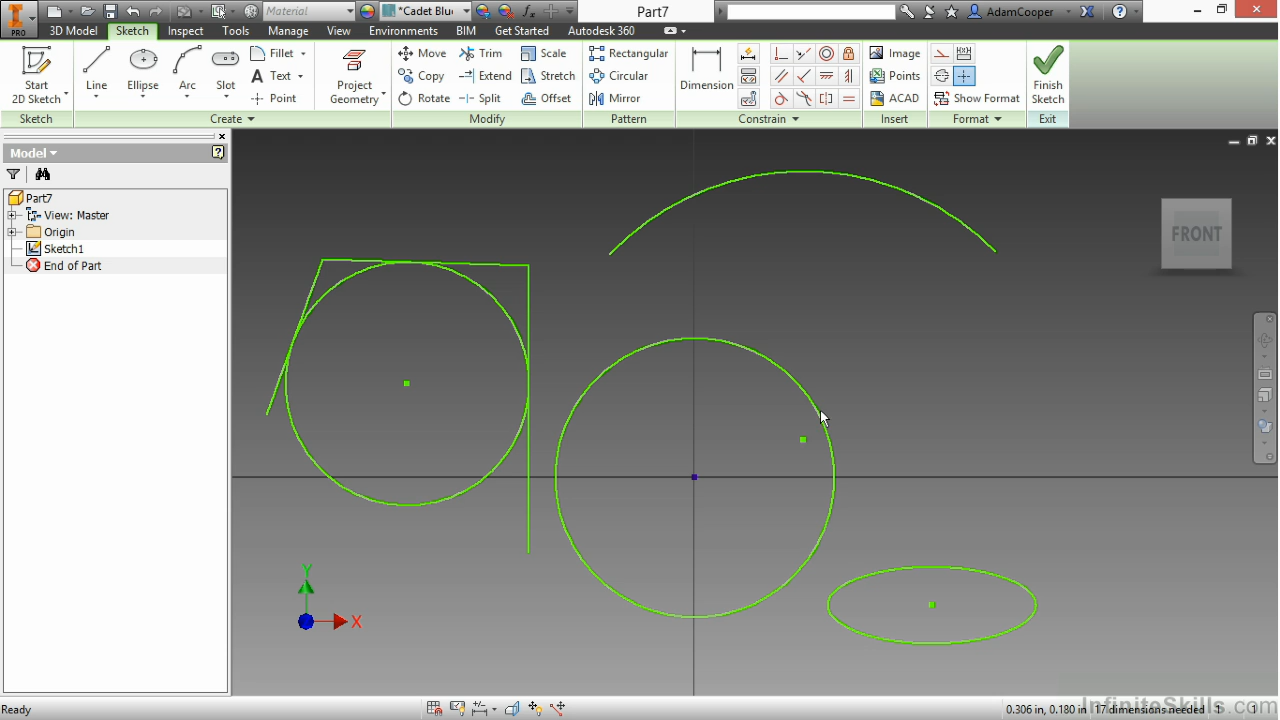 PRO
Material
*Cadet Blue
Part7
AdamCooper
3D Model Sketch Inspect Tools Manage View Environments BIM Get Started Autodesk 360
Start
2D Sketch
Line
Ellipse
Arc
Slot
Fillet
Text
Point
Project
Geometry
Move
Copy
Rotate
Trim
Extend
Split
Scale
Stretch
Offset
Rectangular
Circular
Mirror
Dimension
Image
Points
ACAD
Show Format
Finish
Sketch
Sketch Create Modify Pattern Constrain Insert Format Exit
Model
Part7
View: Master
Origin
Sketch1
End of Part
FRONT
Y
X
Ready
0.306 in, 0.180 in 17 dimensions needed 1 1
InfiniteSkills.com